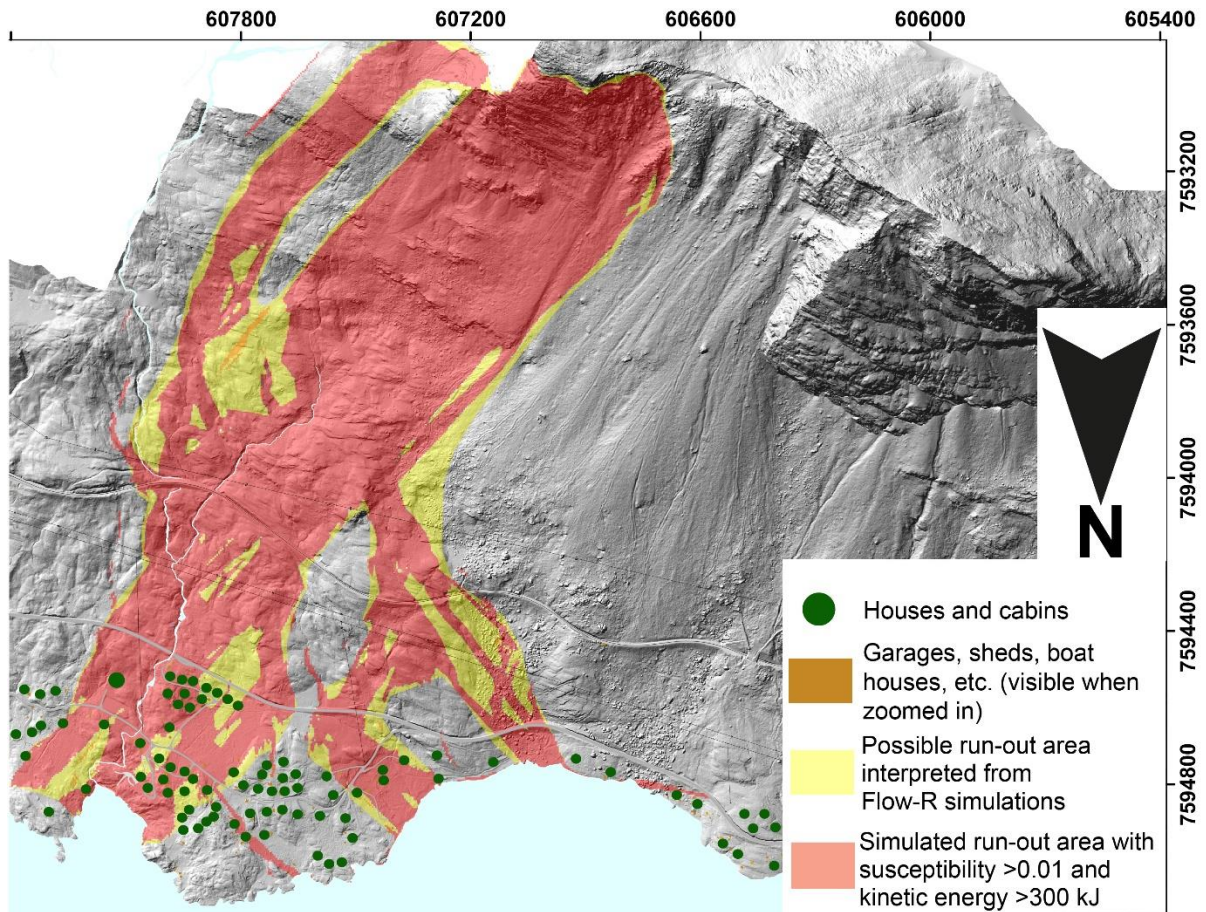 607800 607200 606600 606000 605400
7593200
7593600
7594000
7594400
7594800
N
Houses and cabins
Garages, sheds, boat
houses, etc. (visible when
zoomed in)
Possible run-out area
interpreted from
Flow-R simulations
Simulated run-out area with
susceptibility >0.01 and
kinetic energy >300 kJ